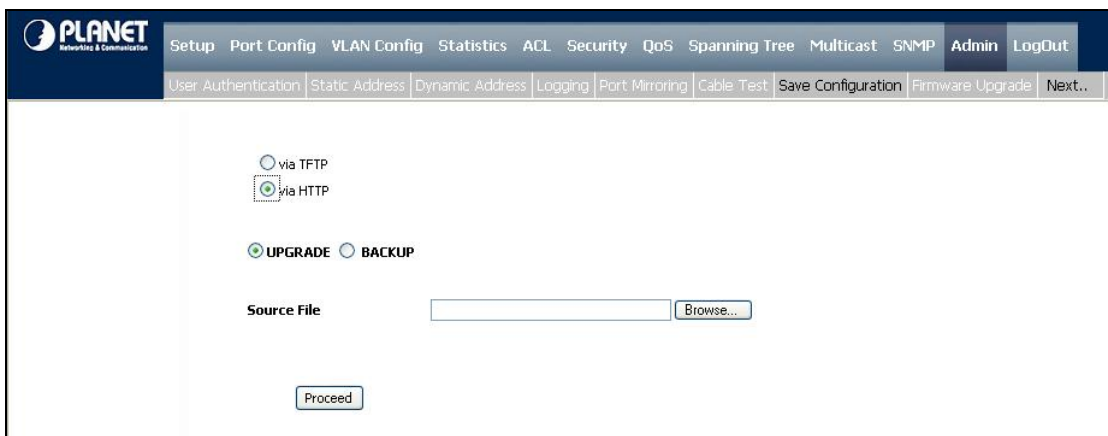 PLANET
Networking & Communication
Setup Port Config VLAN Config Statistics ACL Security QoS Spanning Tree Multicast SNMP Admin LogOut
User Authentication Static Address Dynamic Address Logging Port Mirroring Cable Test Save Configuration Firmware Upgrade Next..
via TFTP
via HTTP
UPGRADE BACKUP
Source File Browse...
Proceed